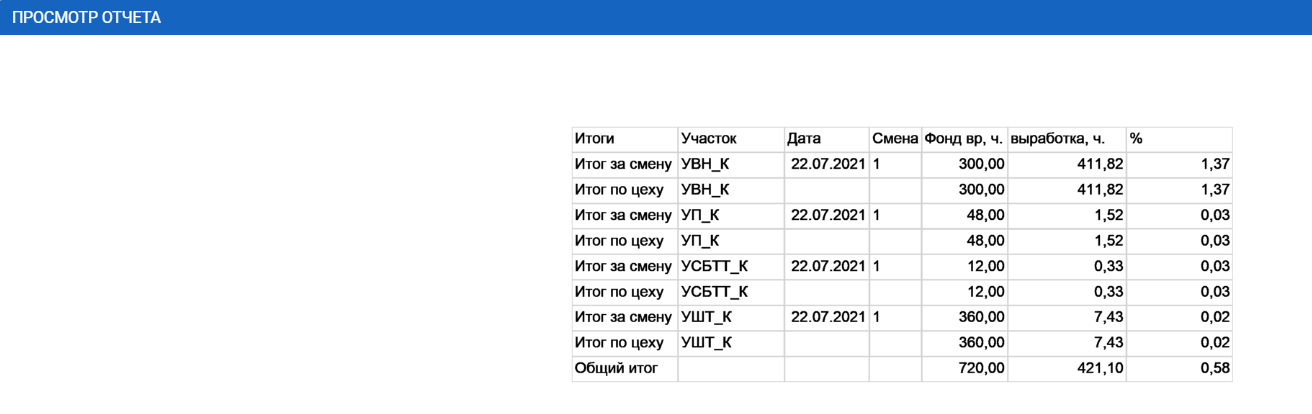 ПРОСМОТР ОТЧЕТА
Итоги Участок Дата Смена Фонд вр, ч. выработка, ч. %
Итог за смену УВН_К 22.07.2021 1 300,00 411,82 1,37
Итог по цеху УВН_К 300,00 411,82 1,37
Итог за смену УП_К 22.07.2021 1 48,00 1,52 0,03
Итог по цеху УП_К 48,00 1,52 0,03
Итог за смену УСБТТ_К 22.07.2021 1 12,00 0,33 0,03
Итог по цеху УСБТТ_К 12,00 0,33 0,03
Итог за смену УШТ_К 22.07.2021 1 360,00 7,43 0,02
Итог по цеху УШТ_К 360,00 7,43 0,02
Общий итог 720,00 421,10 0,58